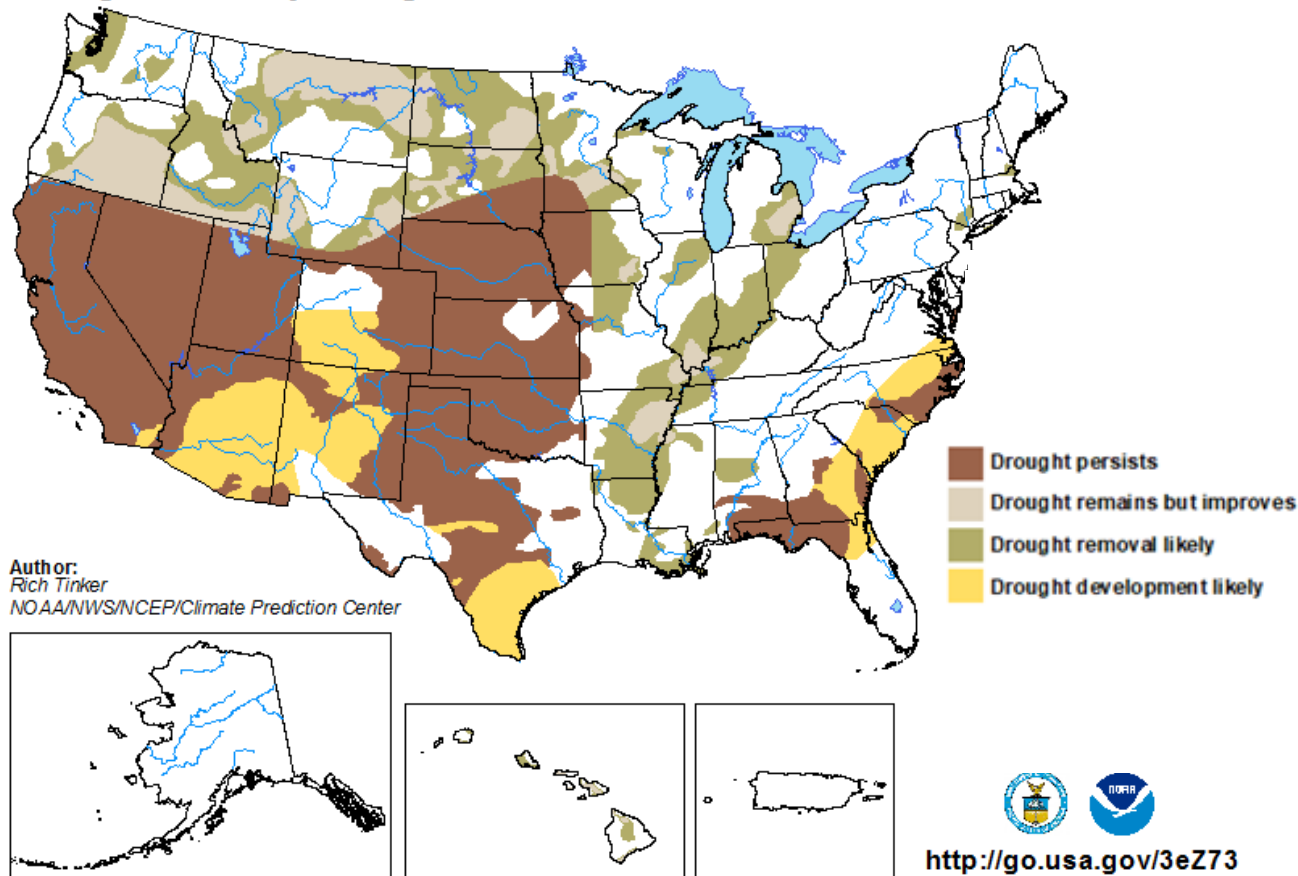 Drought persists
Drought remains but improves
Drought removal likely
Drought development likely
Author:
Rich Tinker
NOAA/NWS/NCEP/Climate Prediction Center
NOAA
http://go.usa.gov/3eZ73